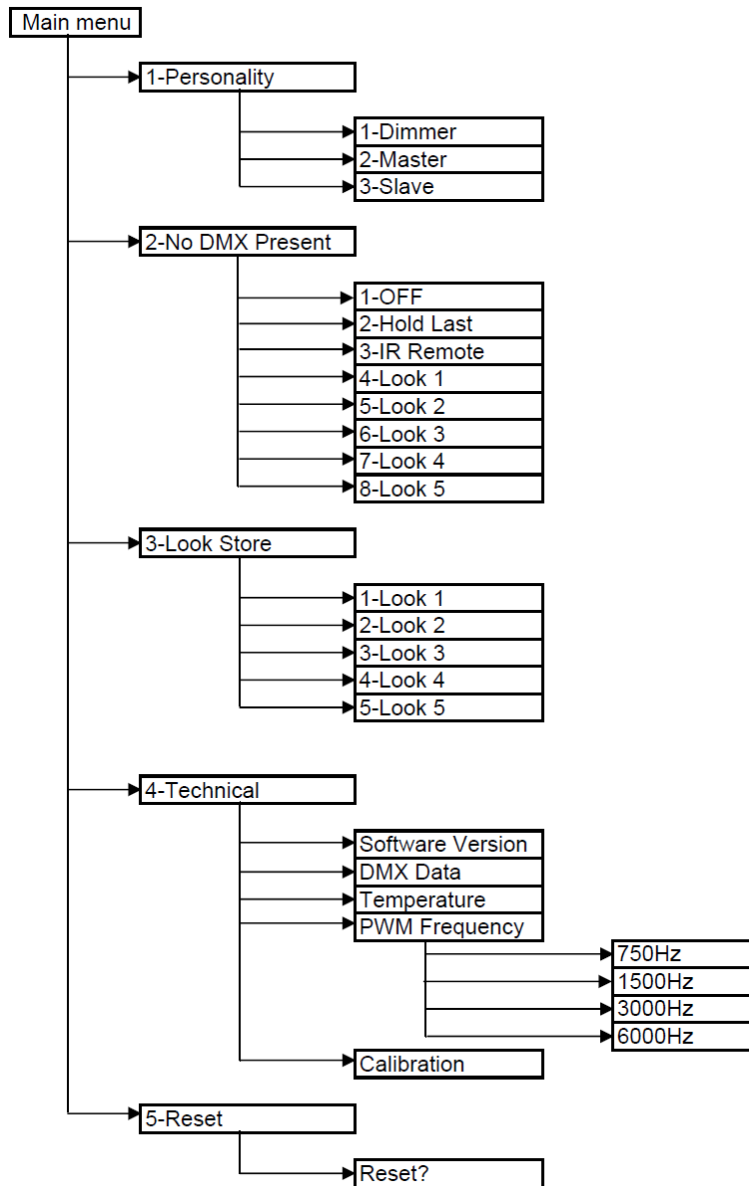 Main menu
1-Personality
1-Dimmer
2-Master
3-Slave
2-No DMX Present
1-OFF
2-Hold Last
3-IR Remote
4-Look 1
5-Look 2
6-Look 3
7-Look 4
8-Look 5
3-Look Store
1-Look 1
2-Look 2
3-Look 3
4-Look 4
5-Look 5
4-Technical
Software Version
DMX Data
Temperature
PWM Frequency
750Hz
1500Hz
3000Hz
6000Hz
Calibration
5-Reset
Reset?